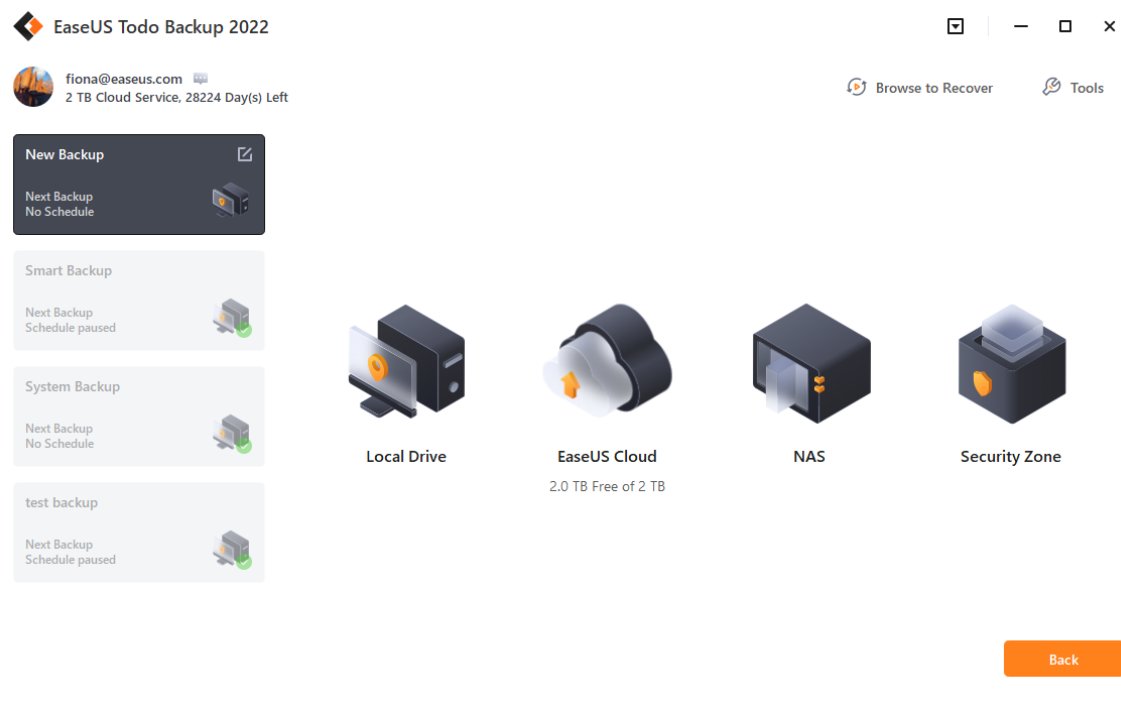 EaseUS Todo Backup 2022
fiona@easeus.com
2 TB Cloud Service, 28224 Day(s) Left
Browse to Recover
Tools
New Backup
Next Backup
No Schedule
Smart Backup
Next Backup
Schedule paused
System Backup
Next Backup
No Schedule
test backup
Next Backup
Schedule paused
Local Drive
EaseUS Cloud
2.0 TB Free of 2 TB
NAS
Security Zone
Back